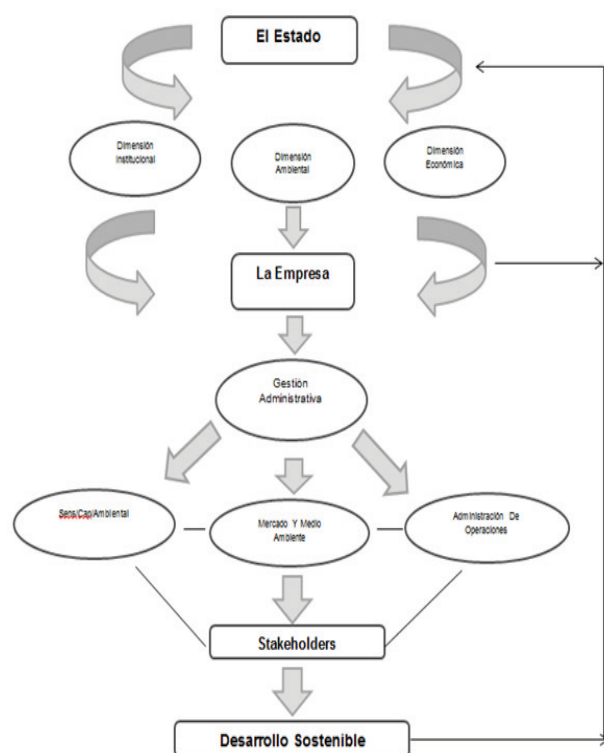 El Estado
Dimensión
Institucional
Dimensión
Ambiental
Dimensión
Económica
La Empresa
Gestión
Administrativa
Sens/Cap/Ambiental
Mercado Y Medio
Ambiente
Administración De
Operaciones
Stakeholders
Desarrollo Sostenible